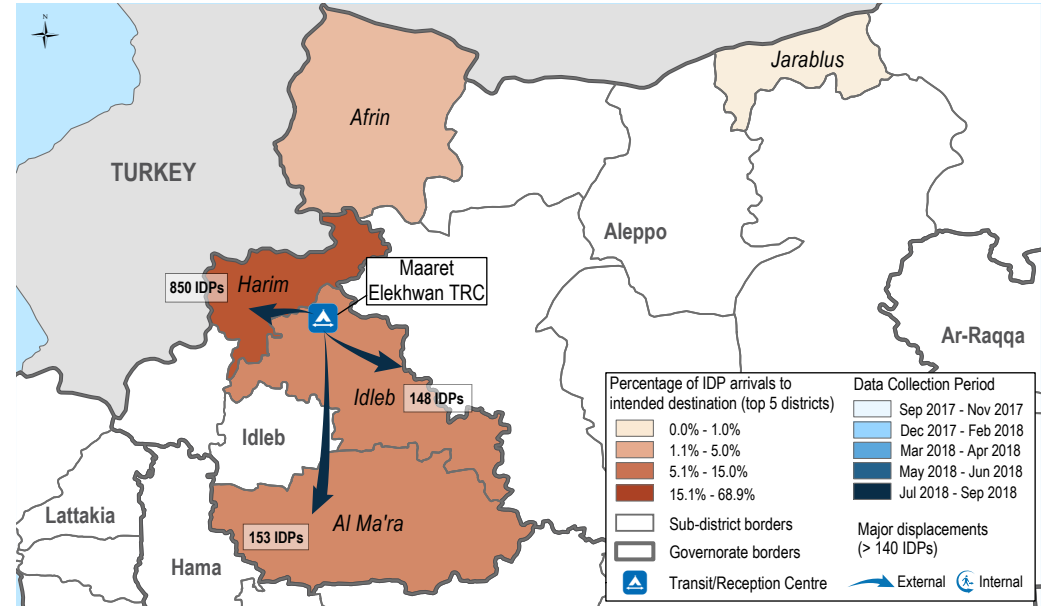 N
Jarablus
Afrin
TURKEY
Aleppo
Maaret
Elekhwan TRC
Harim
850 IDPs
Ar-Raqqa
Idleb
148 IDPs
Idleb
Lattakia
Al Ma'ra
153 IDPs
Hama
Percentage of IDP arrivals to
intended destination (top 5 districts)
0.0% - 1.0%
1.1% - 5.0%
5.1% - 15.0%
15.1% - 68.9%
Sub-district borders
Governorate borders
Transit/Reception Centre
Data Collection Period
Sep 2017 - Nov 2017
Dec 2017 - Feb 2018
Mar 2018 - Apr 2018
May 2018 - Jun 2018
Jul 2018 - Sep 2018
Major displacements
(> 140 IDPs)
External
Internal